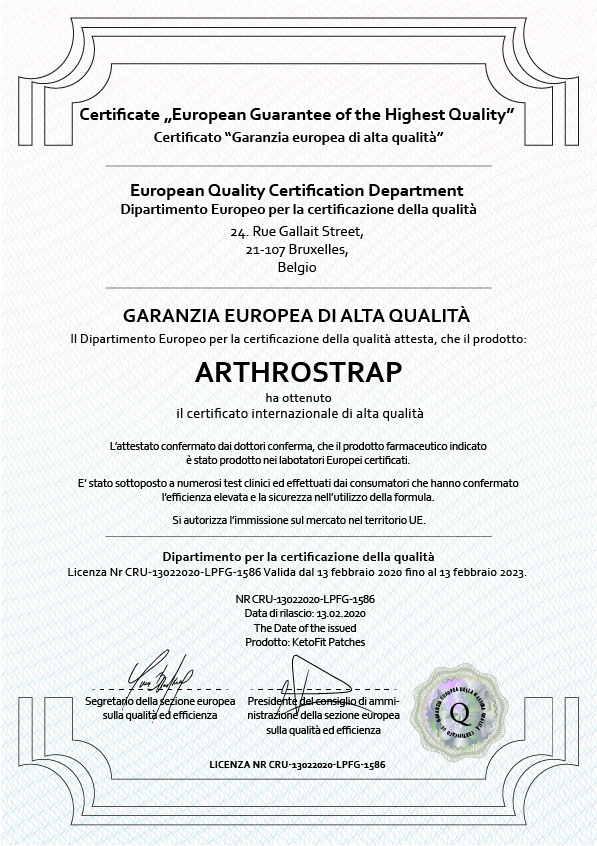 Certificate „European Guarantee of the Highest Quality”
Certificato “Garanzia europea di alta qualità”
European Quality Certification Department
Dipartimento Europeo per la certificazione della qualità
24. Rue Gallait Street,
21-107 Bruxelles,
Belgio
GARANZIA EUROPEA DI ALTA QUALITÀ
Il Dipartimento Europeo per la certificazione della qualità attesta, che il prodotto:
ARTHROSTRAP
ha ottenuto
il certificato internazionale di alta qualità
L’attestato confermato dai dottori conferma, che il prodotto farmaceutico indicato
è stato prodotto nei labotatori Europei certificati.
E’ stato sottoposto a numerosi test clinici ed effettuati dai consumatori che hanno confermato
l’efficienza elevata e la sicurezza nell’utilizzo della formula.
Si autorizza l’immissione sul mercato nel territorio UE.
Dipartimento per la certificazione della qualità
Licenza Nr CRU-13022020-LPFG-1586 Valida dal 13 febbraio 2020 fino al 13 febbraio 2023.
NR CRU-13022020-LPFG-1586
Data di rilascio: 13.02.2020
The Date of the issued
Prodotto: KetoFit Patches
Segretario della sezione europea
sulla qualità ed efficienza
Presidente del consiglio di ammi-
nistrazione della sezione europea
sulla qualità ed efficienza
Q
LICENZA NR CRU-13022020-LPFG-1586